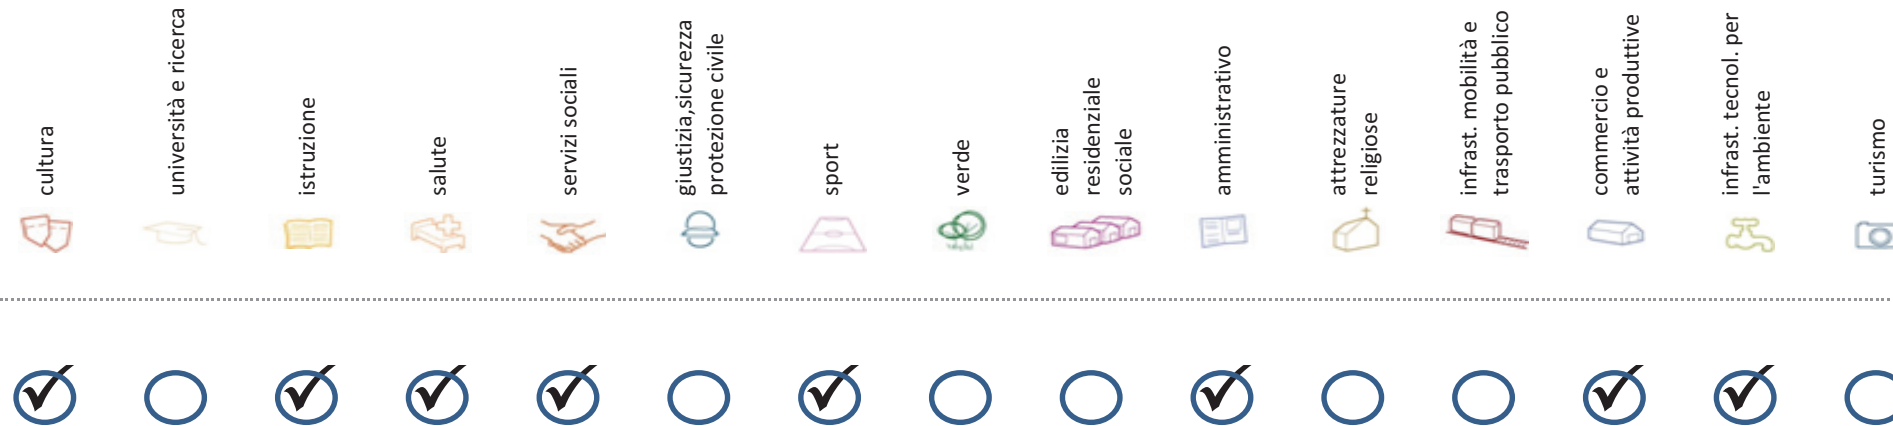 cultura
università e ricerca
istruzione
salute
servizi sociali
giustizia,sicurezza
protezione civile
sport
verde
edilizia
residenziale
sociale
amministrativo
attrezzature
religiose
infrast. mobilità e
trasporto pubblico
commercio e
attività produttive
infrast. tecnol. per
l'ambiente
turismo